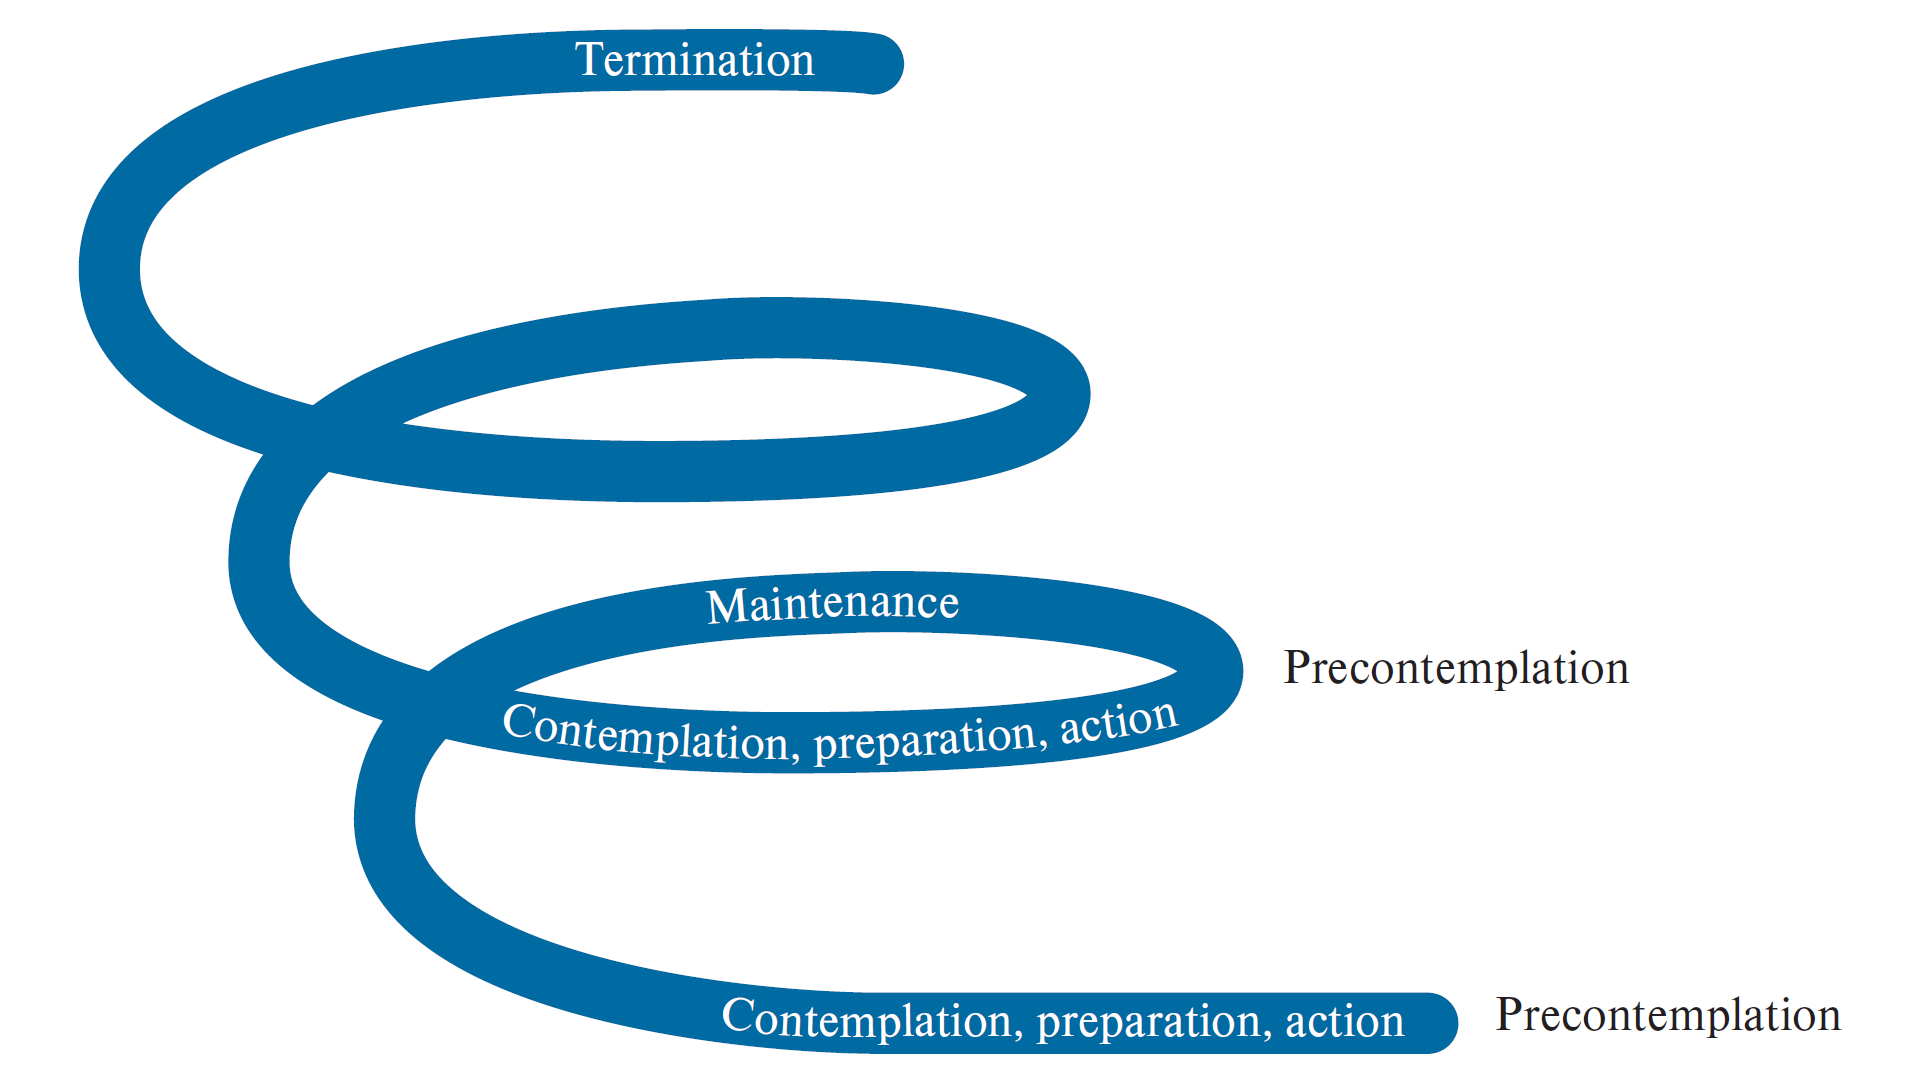 Termination
Maintenance
Precontemplation
Contemplation, preparation, action
Contemplation, preparation, action
Precontemplation